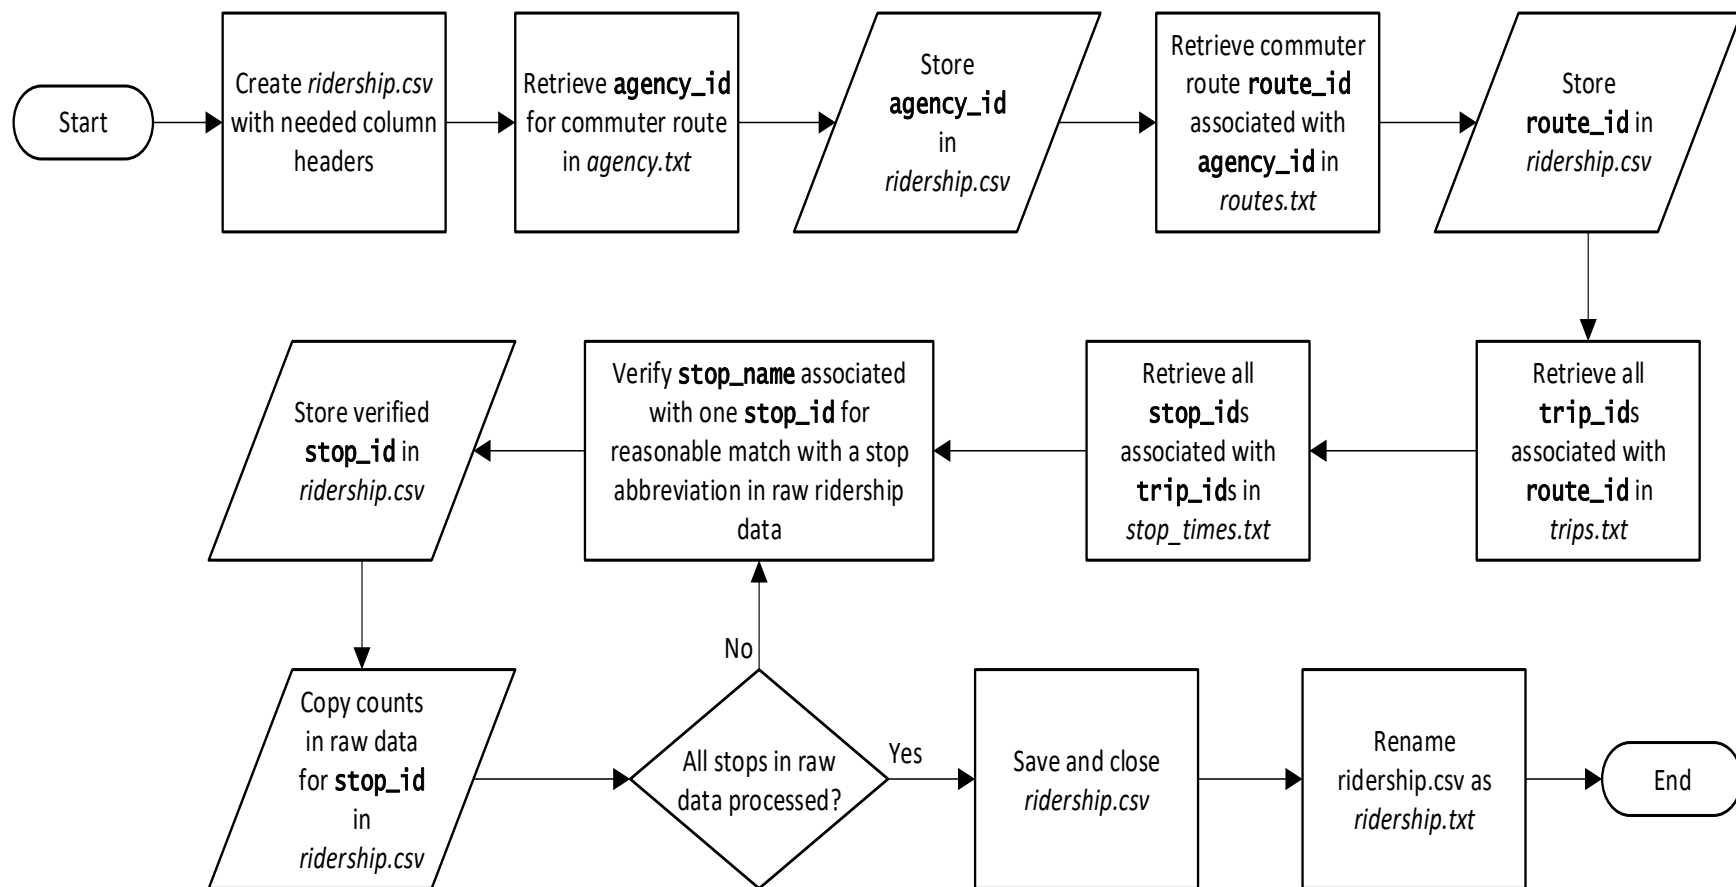 Start
Create ridership.csv
with needed column
headers
Retrieve agency_id
for commuter route
in agency.txt
Store
agency_id
in
ridership.csv
Retrieve commuter
route route_id
associated with
agency_id in
routes.txt
Store
route_id in
ridership.csv
Retrieve all
trip_ids
associated with
route_id in
trips.txt
Retrieve all
stop_ids
associated with
trip_ids in
stop_times.txt
Verify stop_name associated
with one stop_id for
reasonable match with a stop
abbreviation in raw ridership
data
Store verified
stop_id in
ridership.csv
Copy counts
in raw data
for stop_id
in
ridership.csv
All stops in raw
data processed?
No
Yes
Save and close
ridership.csv
Rename
ridership.csv as
ridership.txt
End